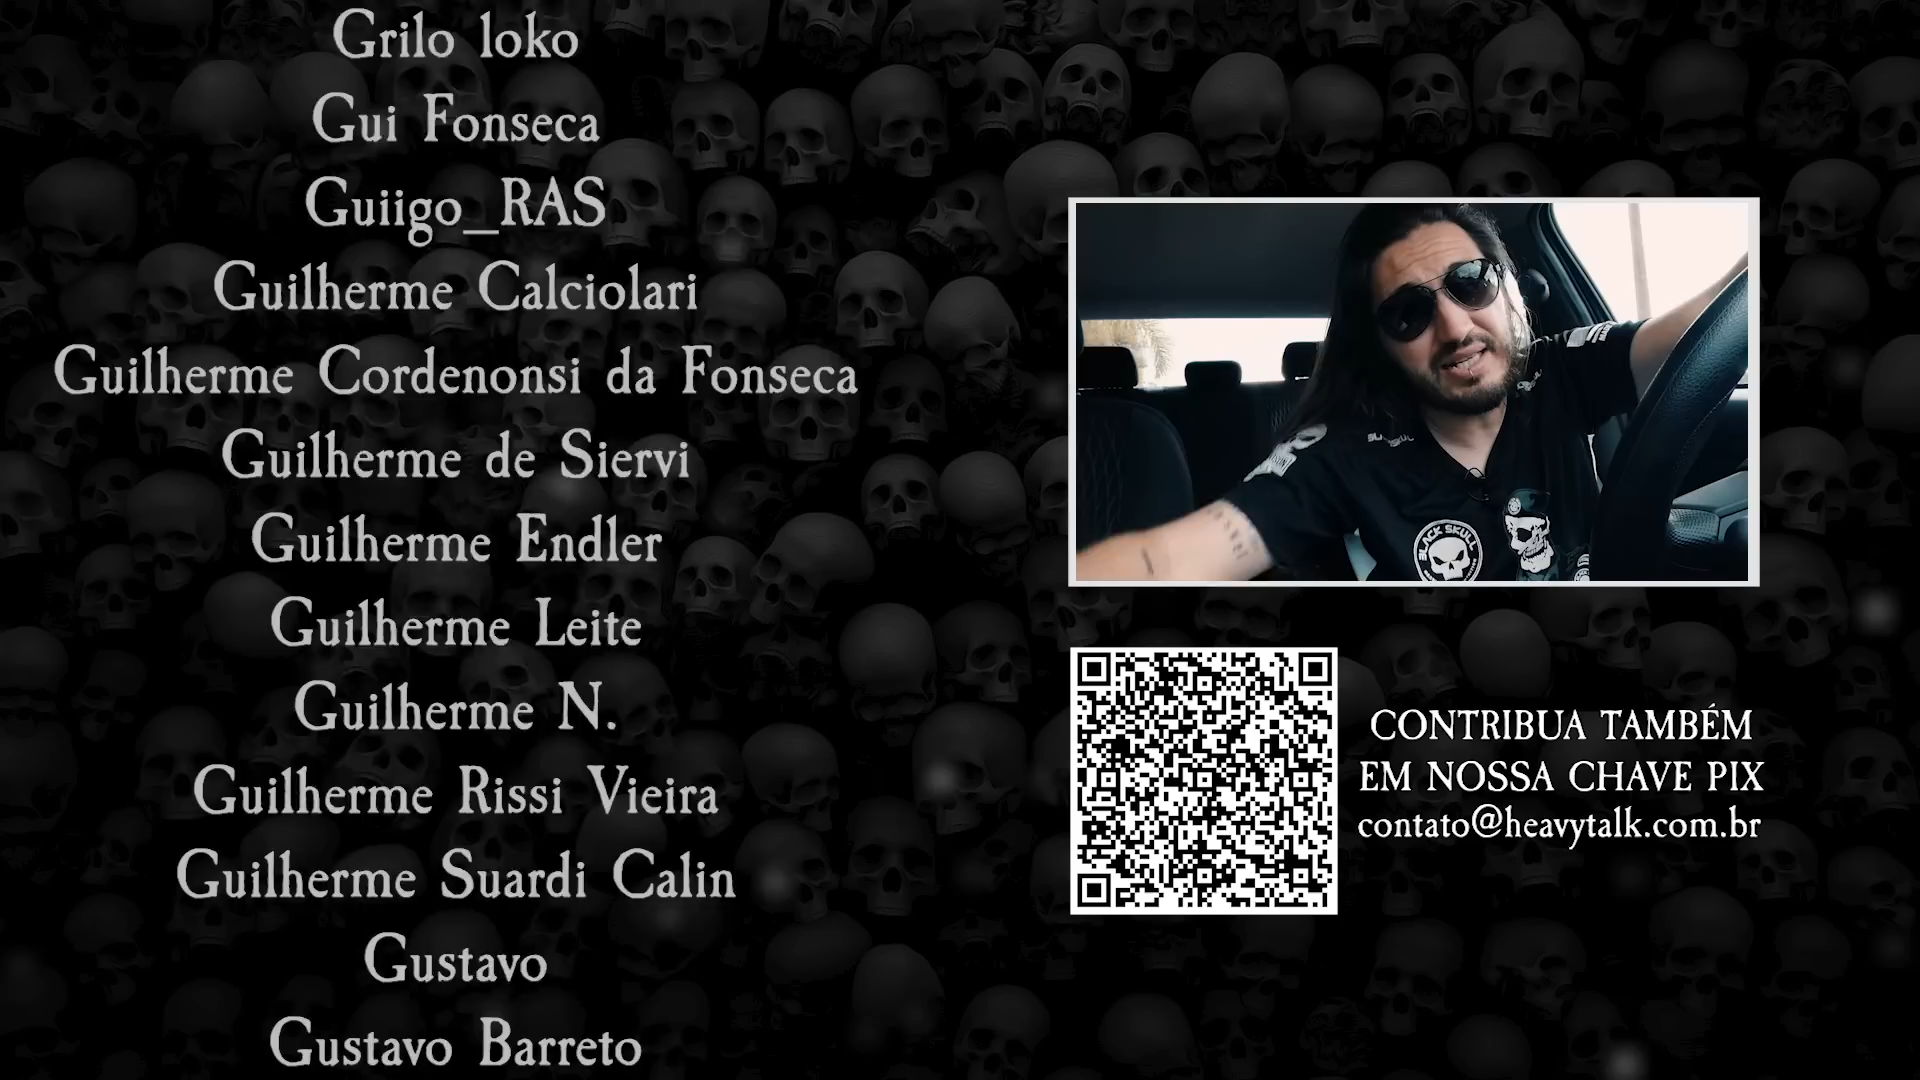 Grilo loko
Gui Fonseca
Guiigo_RAS
Guilherme Calciolari
Guilherme Cordenonsi da Fonseca
Guilherme de Siervi
Guilherme Endler
Guilherme Leite
Guilherme N.
Guilherme Rissi Vieira
Guilherme Suardi Calin
Gustavo
Gustavo Barreto
BLACK SKULL
CONTRIBUA TAMBÉM
EM NOSSA CHAVE PIX
contato@heavytalk.com.br